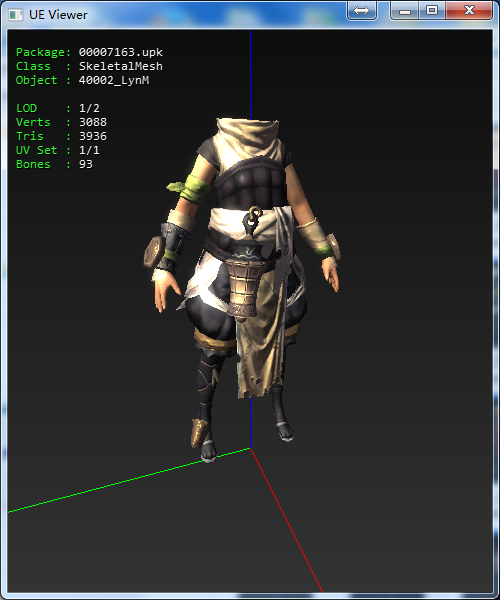 UE Viewer
Package: 00007163.upk
Class : SkeletalMesh
Object : 40002_LynM
LOD : 1/2
Verts : 3088
Tris : 3936
UV Set : 1/1
Bones : 93